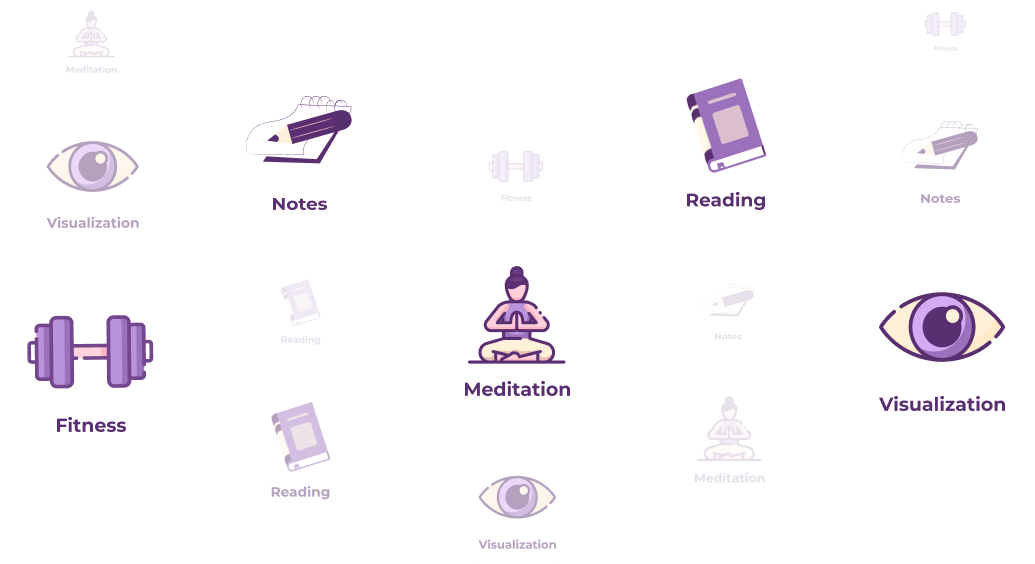 Meditation
Fitness
Visualization
Notes
Fitness
Reading
Notes
Reading
Meditation
Notes
Visualization
Fitness
Reading
Meditation
Visualization